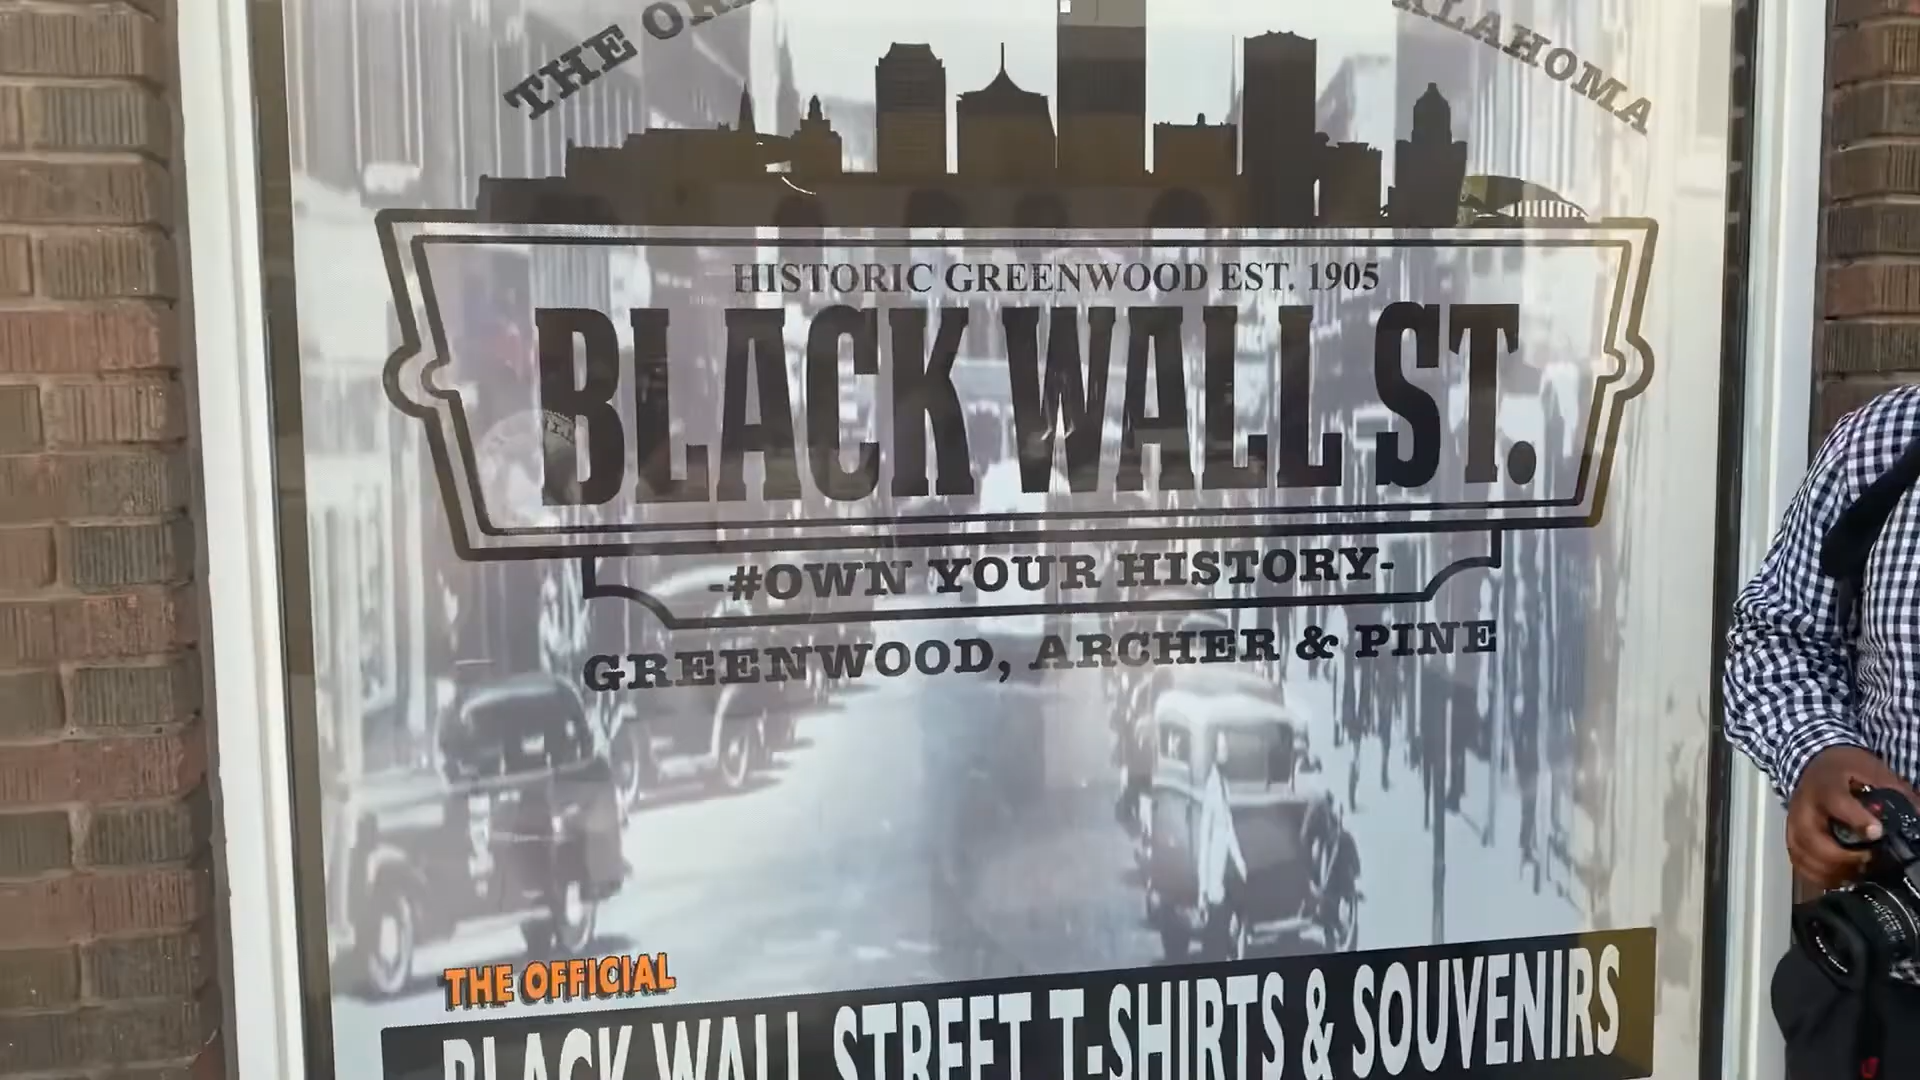 THE
HISTORIC GREENWOOD EST. 1905
BLACK WALL ST.
-#OWN YOUR HISTORY-
GREENWOOD, ARCHER & PINE
THE OFFICIAL
BLACK WALL STREET T-SHIRTS & SOUVENIRS